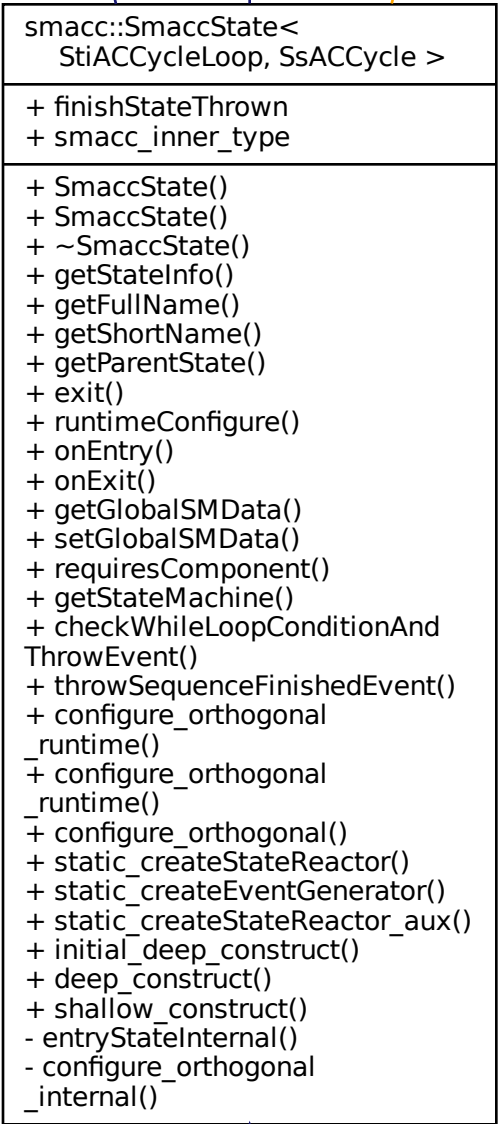 smacc::SmaccState<
StiACCycleLoop, SsACCycle >
+ finishStateThrown
+ smacc_inner_type
+ SmaccState()
+ SmaccState()
+ ~SmaccState()
+ getStateInfo()
+ getFullName()
+ getShortName()
+ getParentState()
+ exit()
+ runtimeConfigure()
+ onEntry()
+ onExit()
+ getGlobalSMData()
+ setGlobalSMData()
+ requiresComponent()
+ getStateMachine()
+ checkWhileLoopConditionAnd
ThrowEvent()
+ throwSequenceFinishedEvent()
+ configure_orthogonal
_runtime()
+ configure_orthogonal
_runtime()
+ configure_orthogonal()
+ static_createStateReactor()
+ static_createEventGenerator()
+ static_createStateReactor_aux()
+ initial_deep_construct()
+ deep_construct()
+ shallow_construct()
- entryStateInternal()
- configure_orthogonal
_internal()